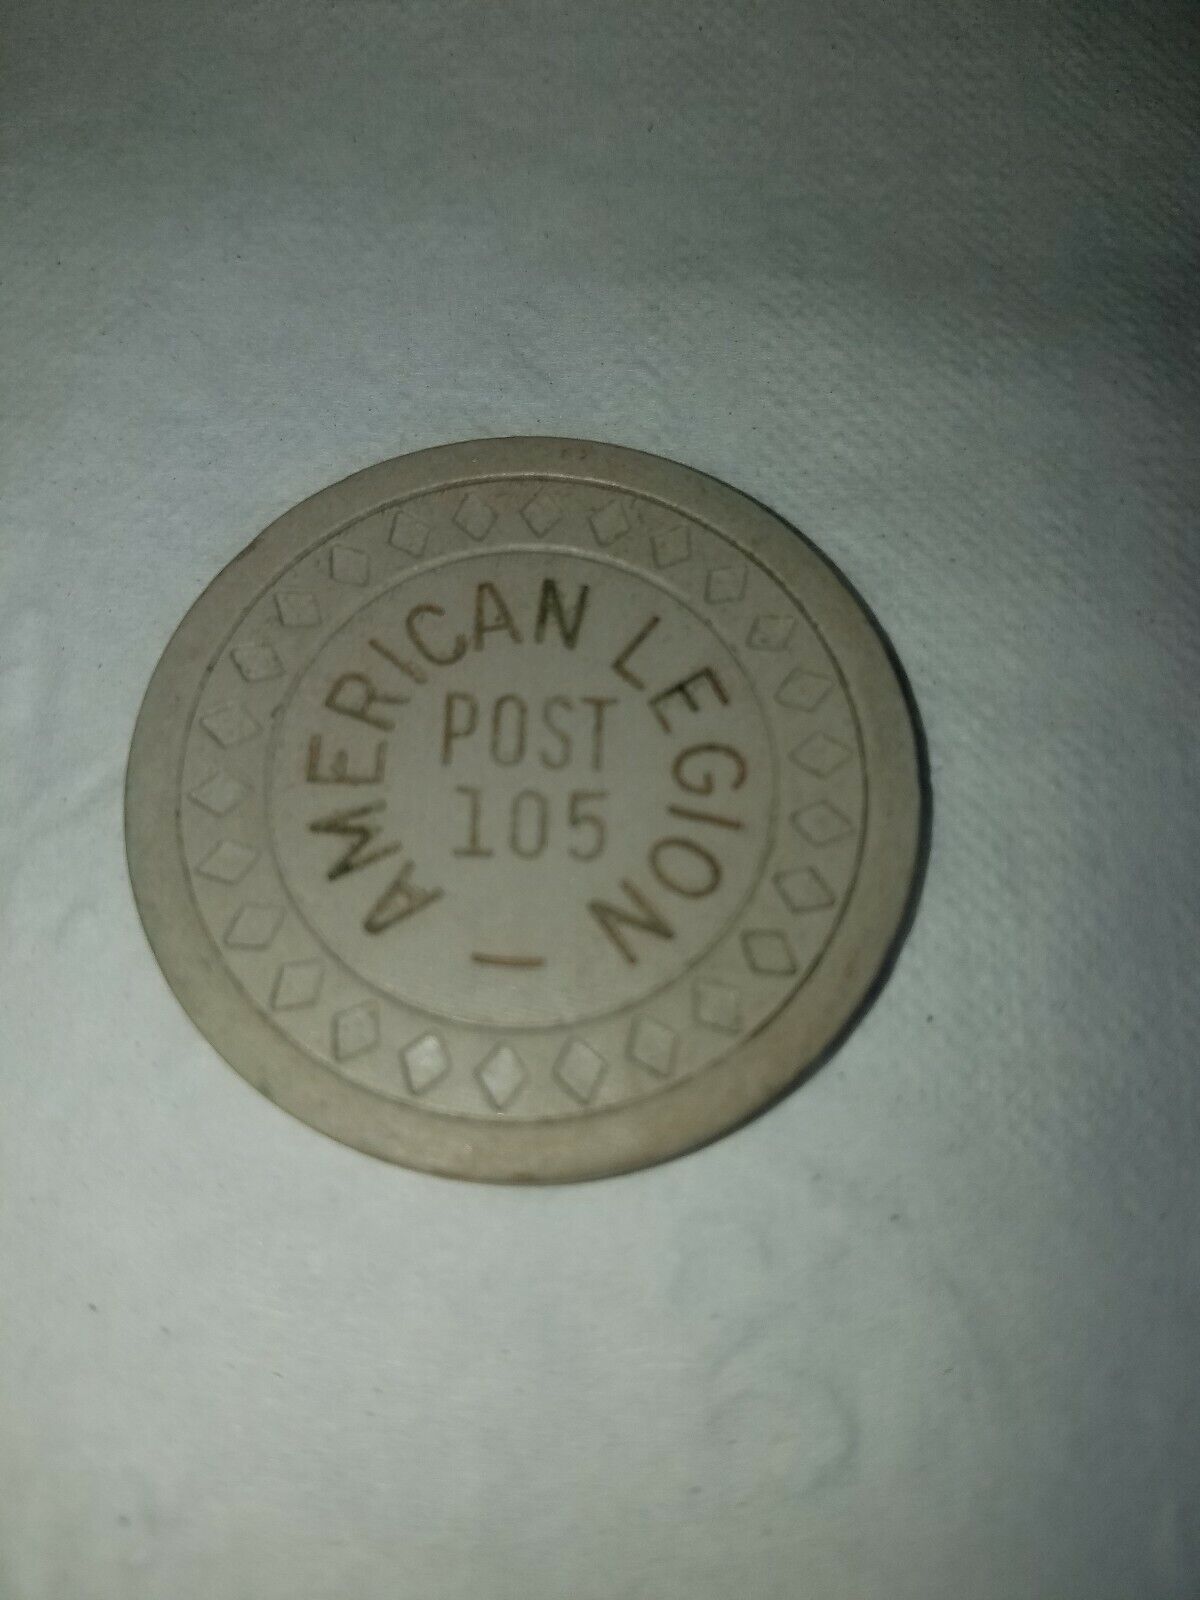 AMERICAN LEGION
POST
105
–